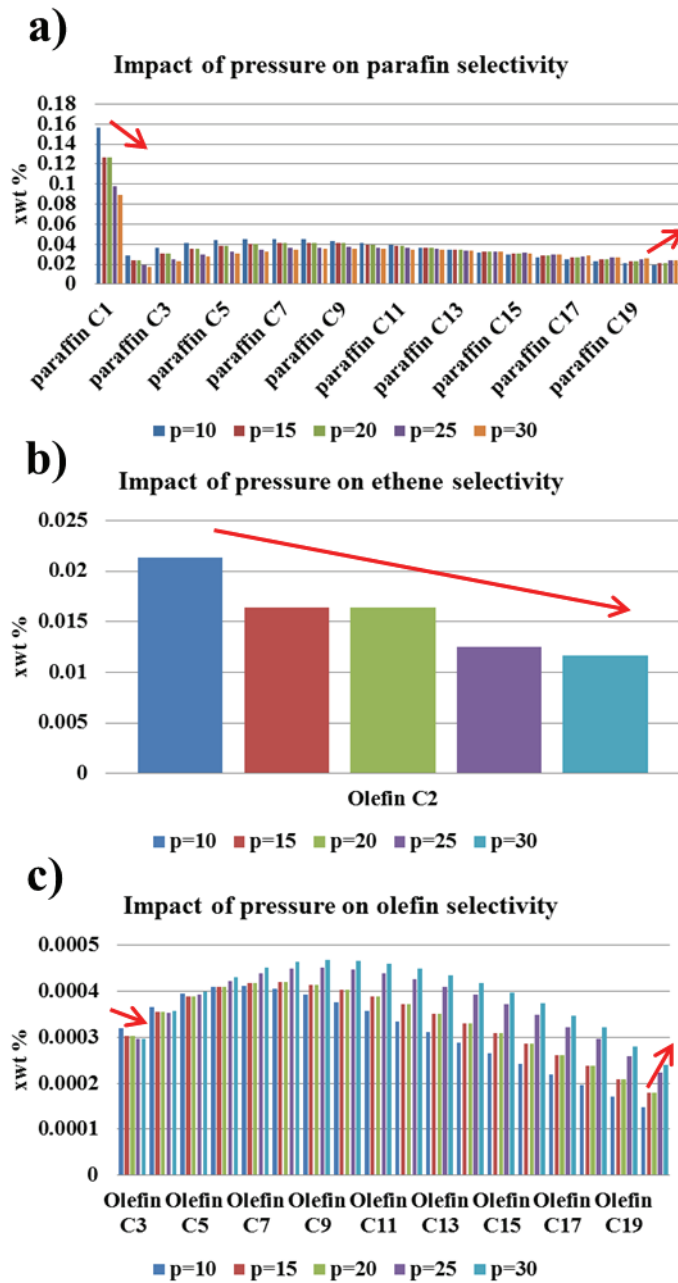 a)
Impact of pressure on parafin selectivity
xwt %
0.18
0.16
0.14
0.12
0.1
0.08
0.06
0.04
0.02
0
paraffin C1
paraffin C3
paraffin C5
paraffin C7
paraffin C9
paraffin C11
paraffin C13
paraffin C15
paraffin C17
paraffin C19
p=10 p=15 p=20 p=25 p=30
b)
Impact of pressure on ethene selectivity
xwt %
0.025
0.02
0.015
0.01
0.005
0
Olefin C2
p=10 p=15 p=20 p=25 p=30
c)
Impact of pressure on olefin selectivity
xwt %
0.0005
0.0004
0.0003
0.0002
0.0001
0
Olefin Olefin Olefin Olefin Olefin Olefin Olefin Olefin Olefin
C3 C5 C7 C9 C11 C13 C15 C17 C19
p=10 p=15 p=20 p=25 p=30